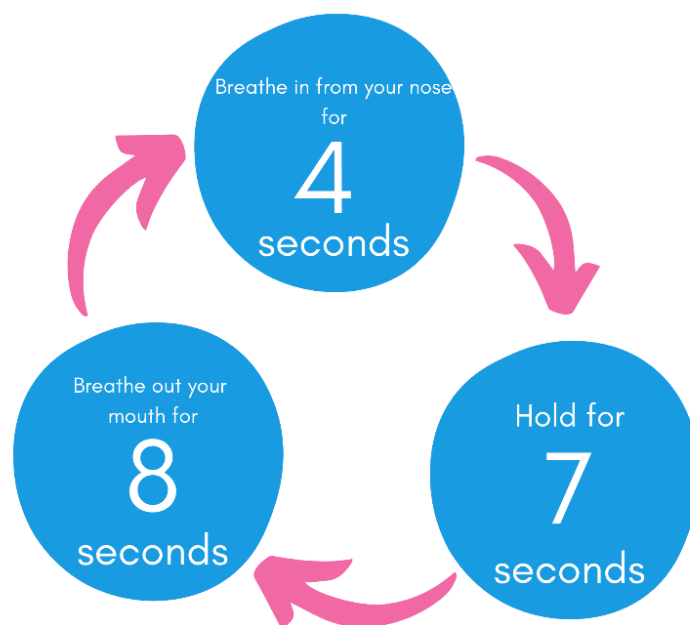 Breathe in from your nose
for
4
seconds
Hold for
7
seconds
Breathe out your
mouth for
8
seconds